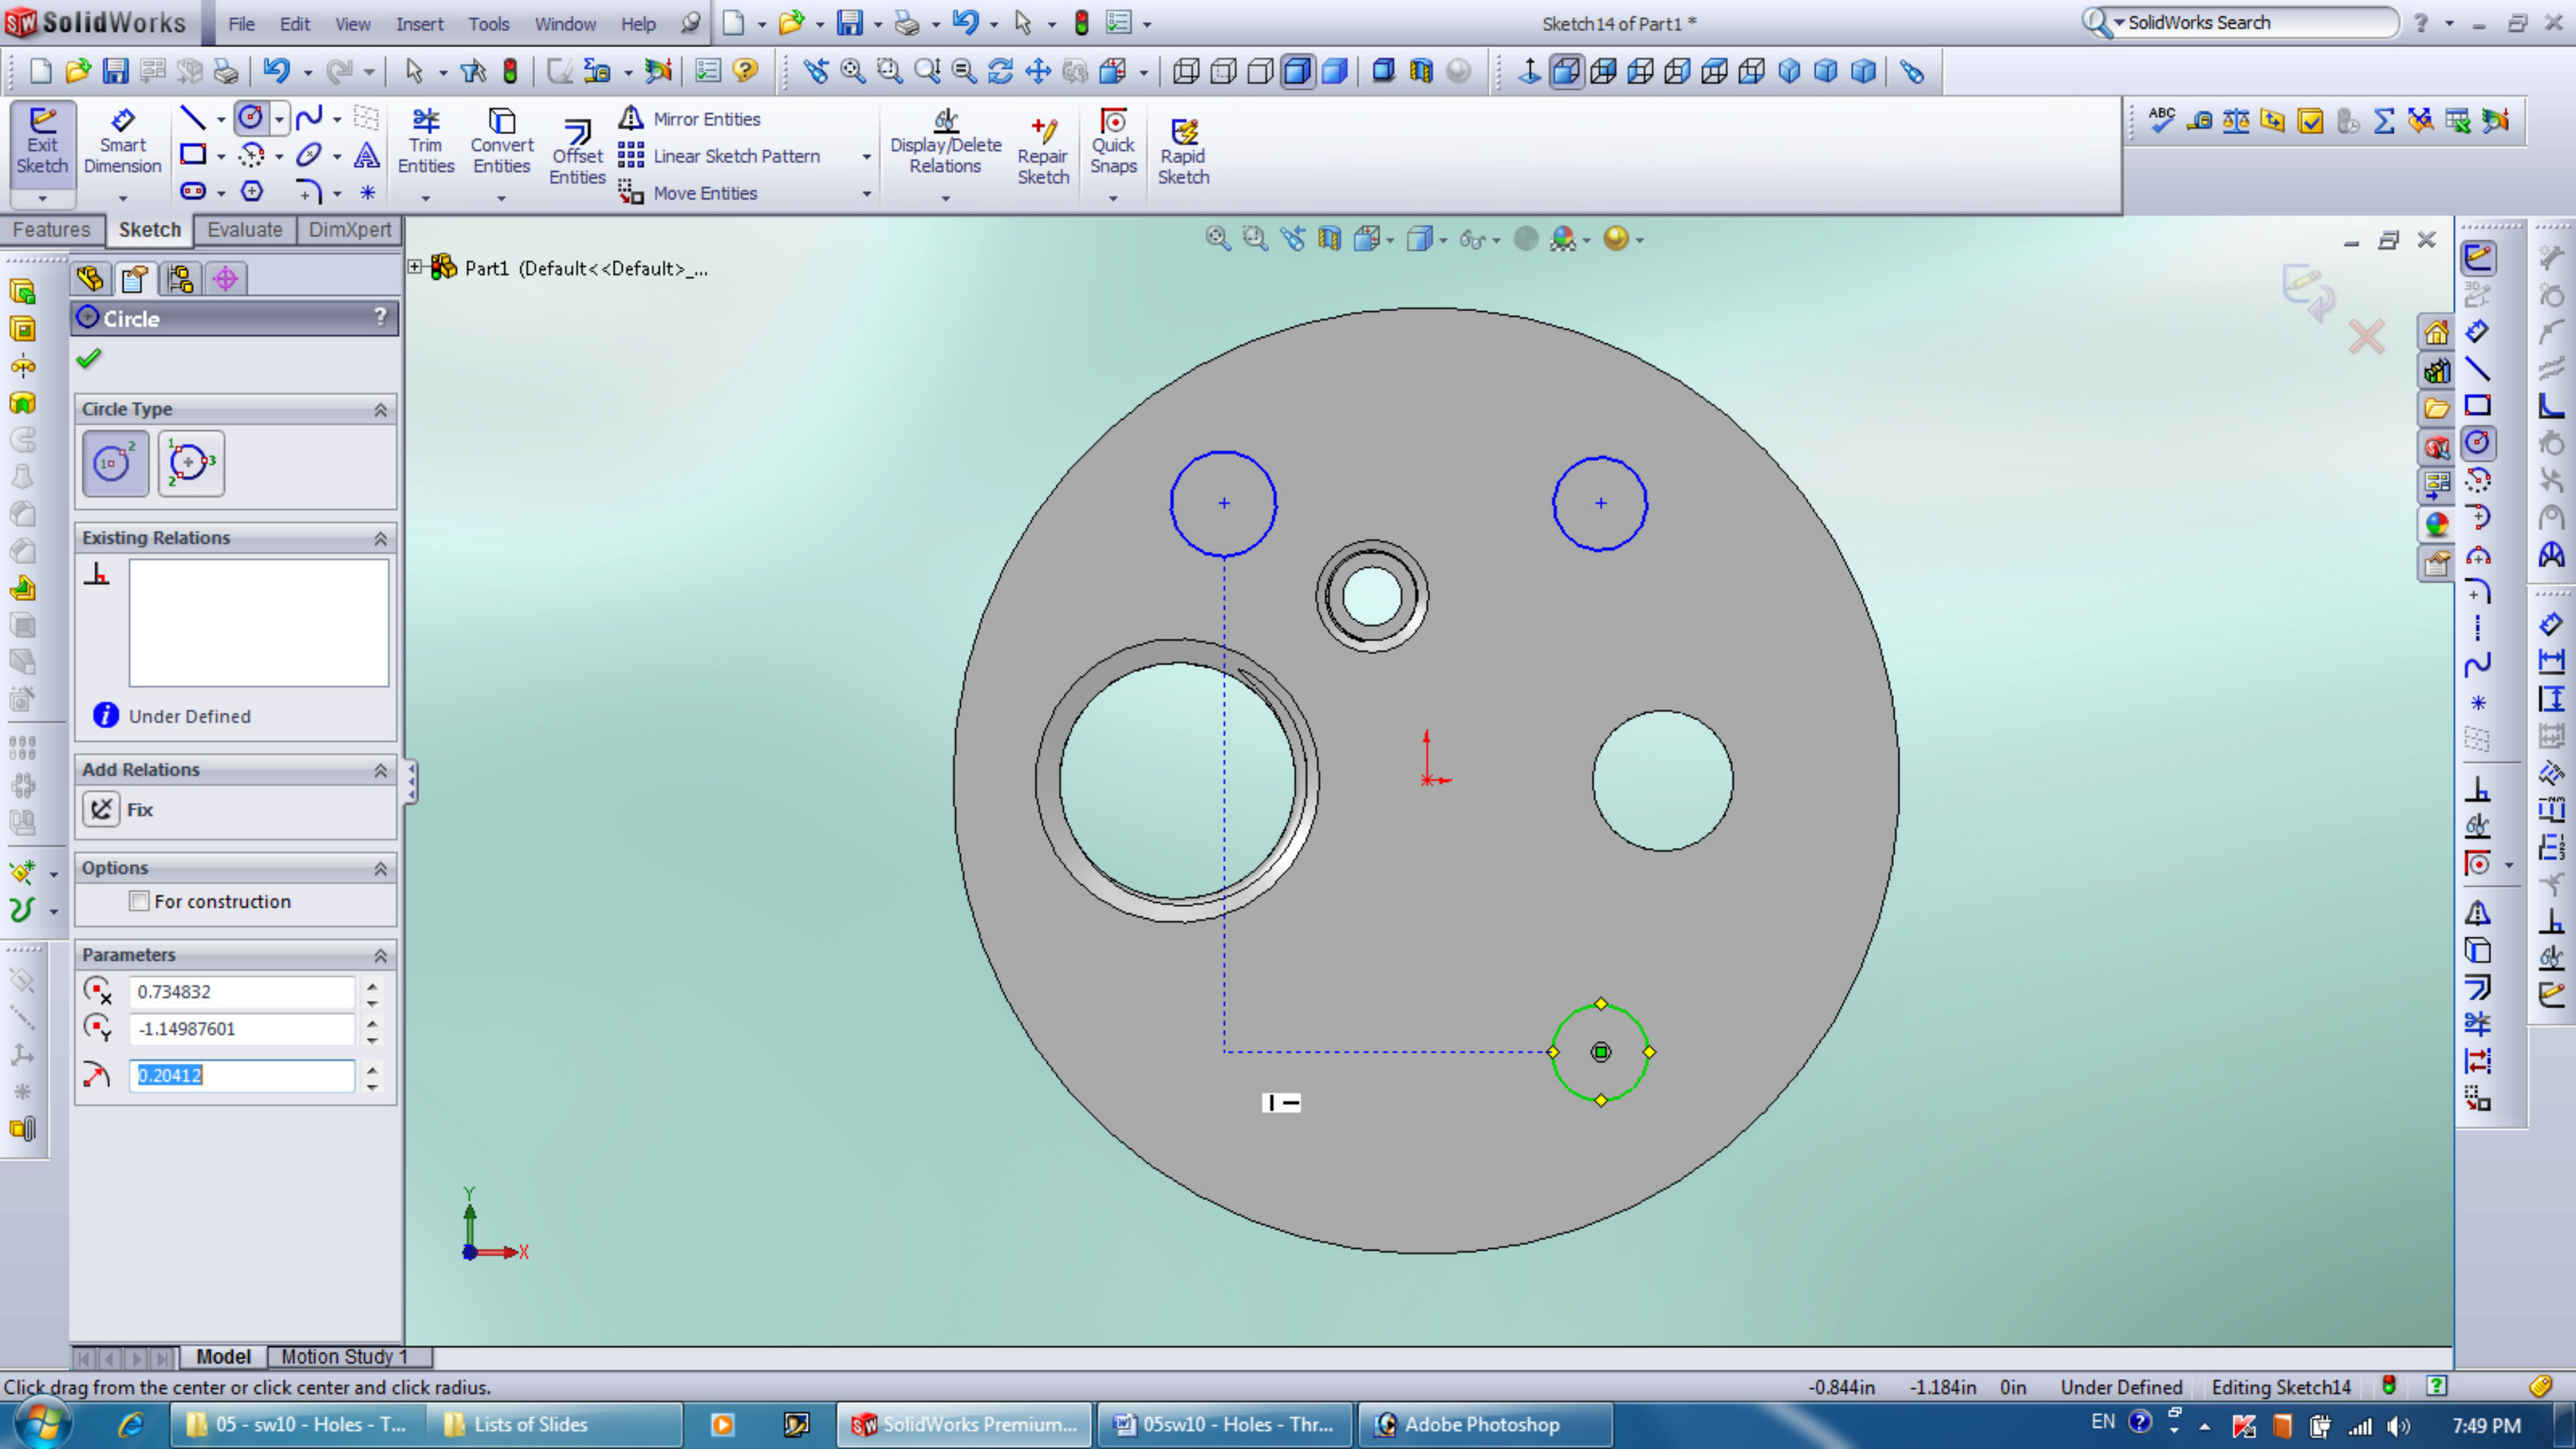 SolidWorks File Edit View Insert Tools Window Help Sketch14 of Part1 * SolidWorks Search ?
Exit Sketch
Smart Dimension
Trim Entities
Convert Entities
Offset Entities
Mirror Entities
Linear Sketch Pattern
Move Entities
Display/Delete Relations
Repair Sketch
Quick Snaps
Rapid Sketch
ABC
Features Sketch Evaluate DimXpert
Part1 (Default<<Default>_...
Circle ?
Circle Type
Existing Relations
Under Defined
Add Relations
Fix
Options
For construction
Parameters
0.734832
-1.14987601
0.20412
Y
X
Model Motion Study 1
Click drag from the center or click center and click radius. -0.844in -1.184in 0in Under Defined Editing Sketch14
05 - sw10 - Holes - T... Lists of Slides SolidWorks Premium... 05sw10 - Holes - Thr... Adobe Photoshop EN 7:49 PM